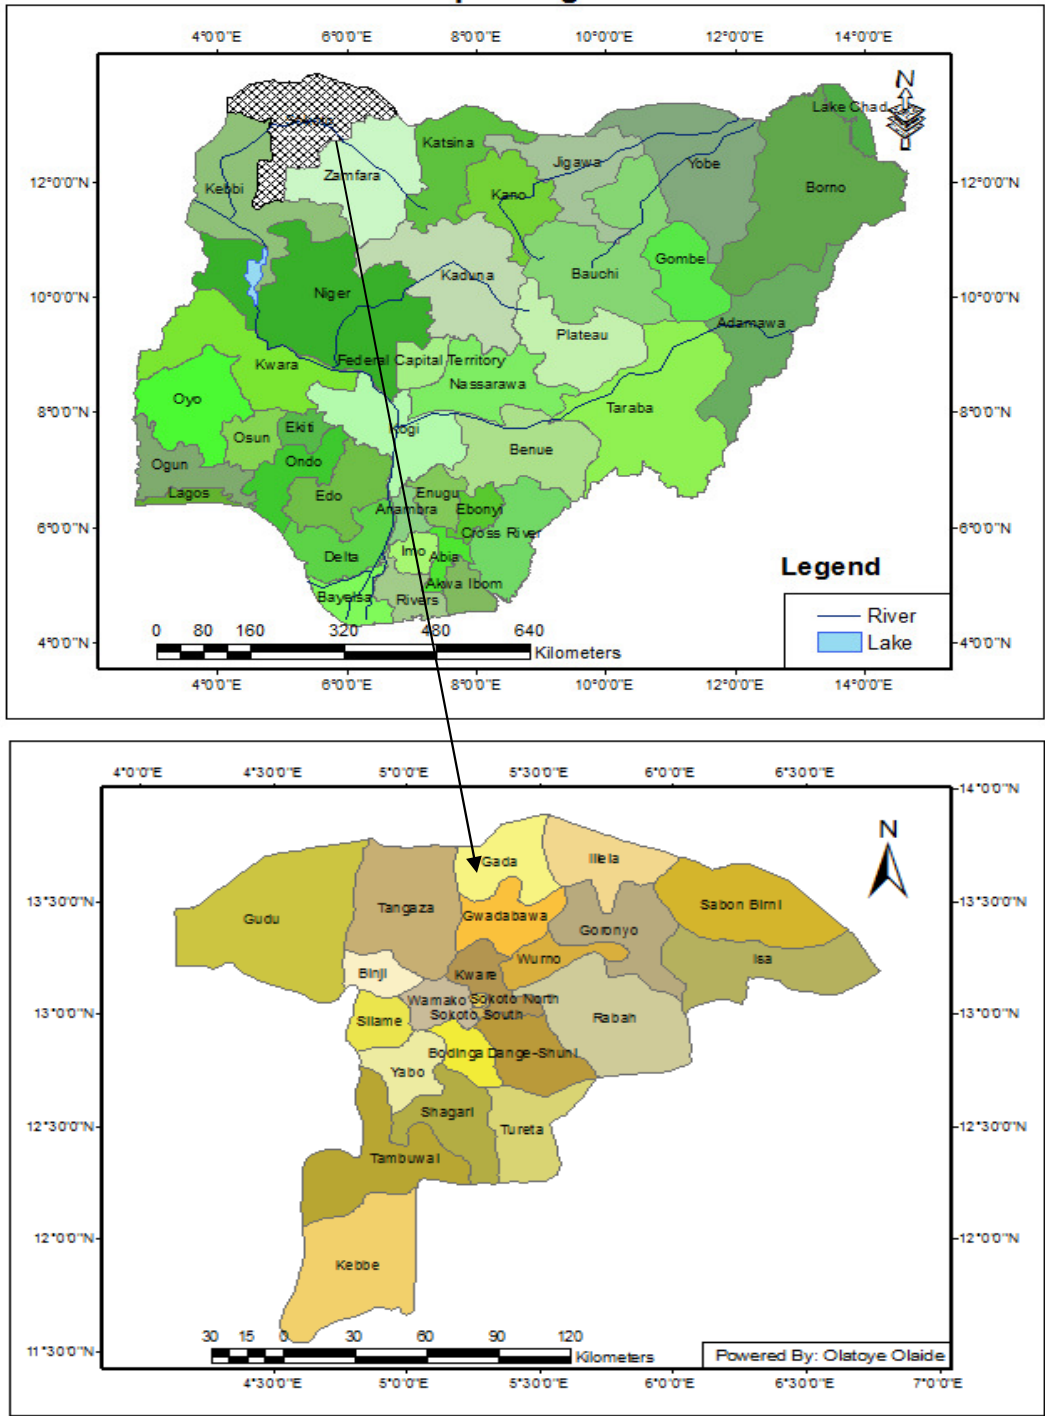 4°0'0"E 6°0'0"E 8°0'0"E 10°0'0"E 12°0'0"E 14°0'0"E
N
Lake Chad
Katsina
Jigawa
Yobe
Zamfara
12°0'0"N
Kebbi
Kano
Borno
12°0'0"N
Gombe
Kaduna
Bauchi
10°0'0"N
Niger
10°0'0"N
Adamawa
Plateau
Federal Capital Territory
Kwara
Nassarawa
Oyo
Taraba
8°0'0"N
8°0'0"N
Ekiti
Kogi
Osun
Benue
Ogun
Ondo
Lagos
Edo
Enugu
Anambra
Ebonyi
6°0'0"N
Cross River
6°0'0"N
Delta
Imo
Abia
Legend
Akwa Ibom
Bayelsa
Rivers
River
0 80 160 320 480 640
Kilometers
4°0'0"N
Lake
4°0'0"N
4°0'0"E 6°0'0"E 8°0'0"E 10°0'0"E 12°0'0"E 14°0'0"E
4°0'0"E 4°30'0"E 5°0'0"E 5°30'0"E 6°0'0"E 6°30'0"E
14°0'0"N
N
Gada
Illela
13°30'0"N
Sabon Birni
13°30'0"N
Gudu
Tangaza
Gwadabawa
Goronyo
Wurno
Isa
Binji
Kware
Wamako
Sokoto North
13°0'0"N
Sokoto South
Rabah
13°0'0"N
Silame
Bodinga
Dange-Shuni
Yabo
Shagari
12°30'0"N
Tureta
12°30'0"N
Tambuwal
12°0'0"N
12°0'0"N
Kebbe
30 15 0 30 60 90 120
Kilometers
11°30'0"N
11°30'0"N
Powered By: Olatoye Olaide
4°30'0"E 5°0'0"E 5°30'0"E 6°0'0"E 6°30'0"E 7°0'0"E